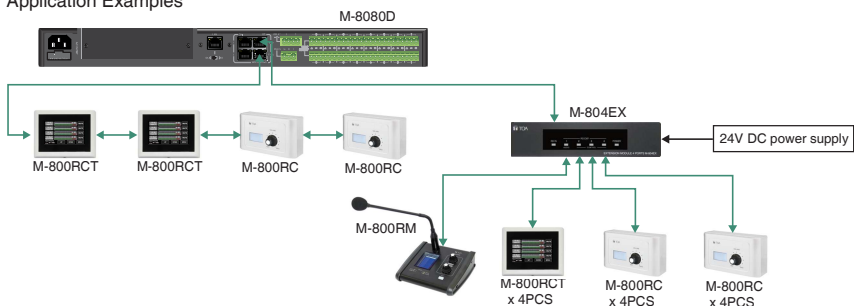 Application Examples
M-8080D
M-804EX
TOA
24V DC power supply
M-800RCT
M-800RCT
M-800RC
M-800RC
M-800RM
M-800RCT
x 4PCS
M-800RC
x 4PCS
M-800RC
x 4PCS